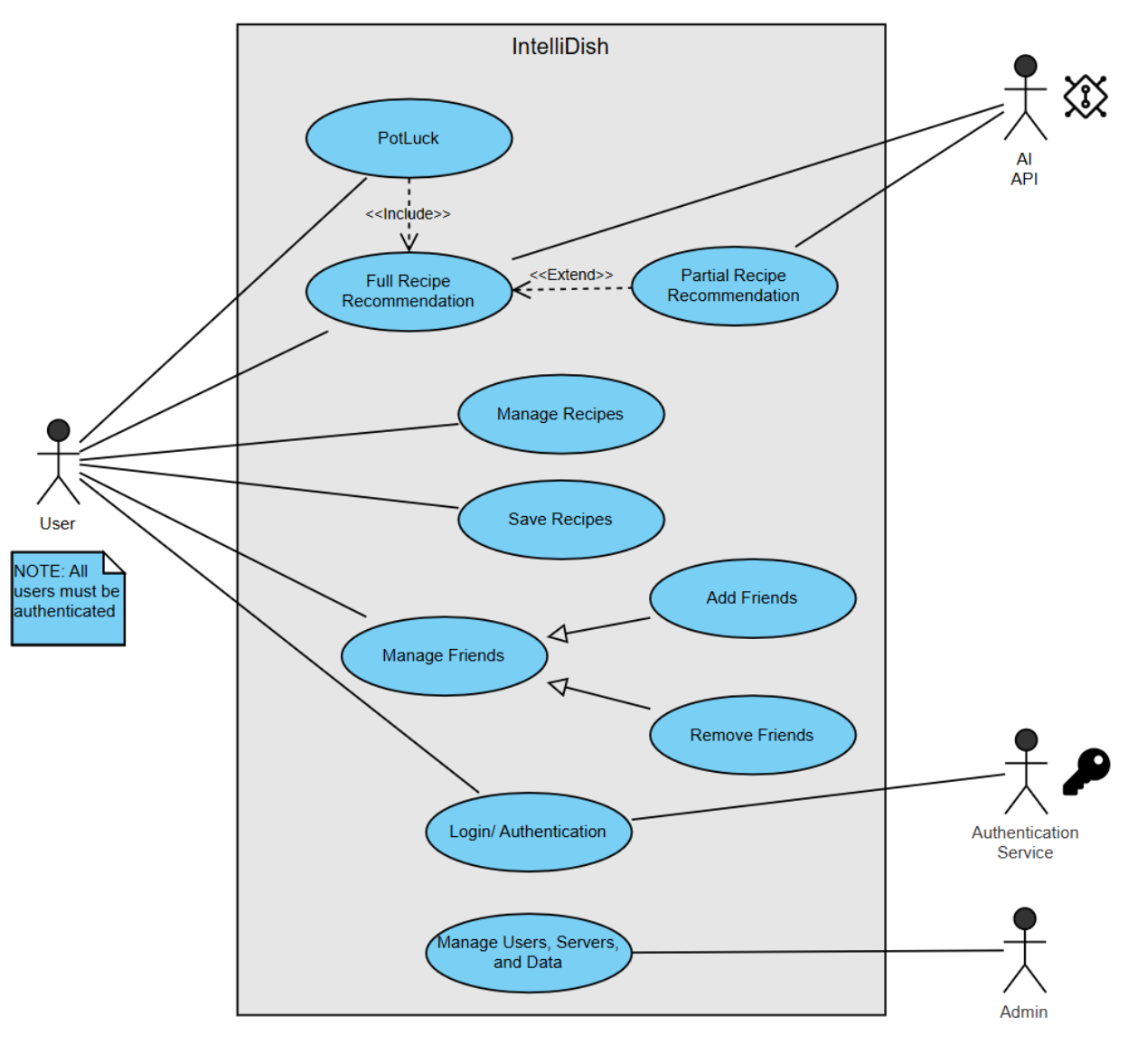 IntelliDish
PotLuck
AI
API
<<Include>>
Full Recipe
Recommendation
<<Extend>>
Partial Recipe
Recommendation
Manage Recipes
User
Save Recipes
NOTE: All
users must be
authenticated
Add Friends
Manage Friends
Remove Friends
Login/ Authentication
Authentication
Service
Manage Users, Servers,
and Data
Admin